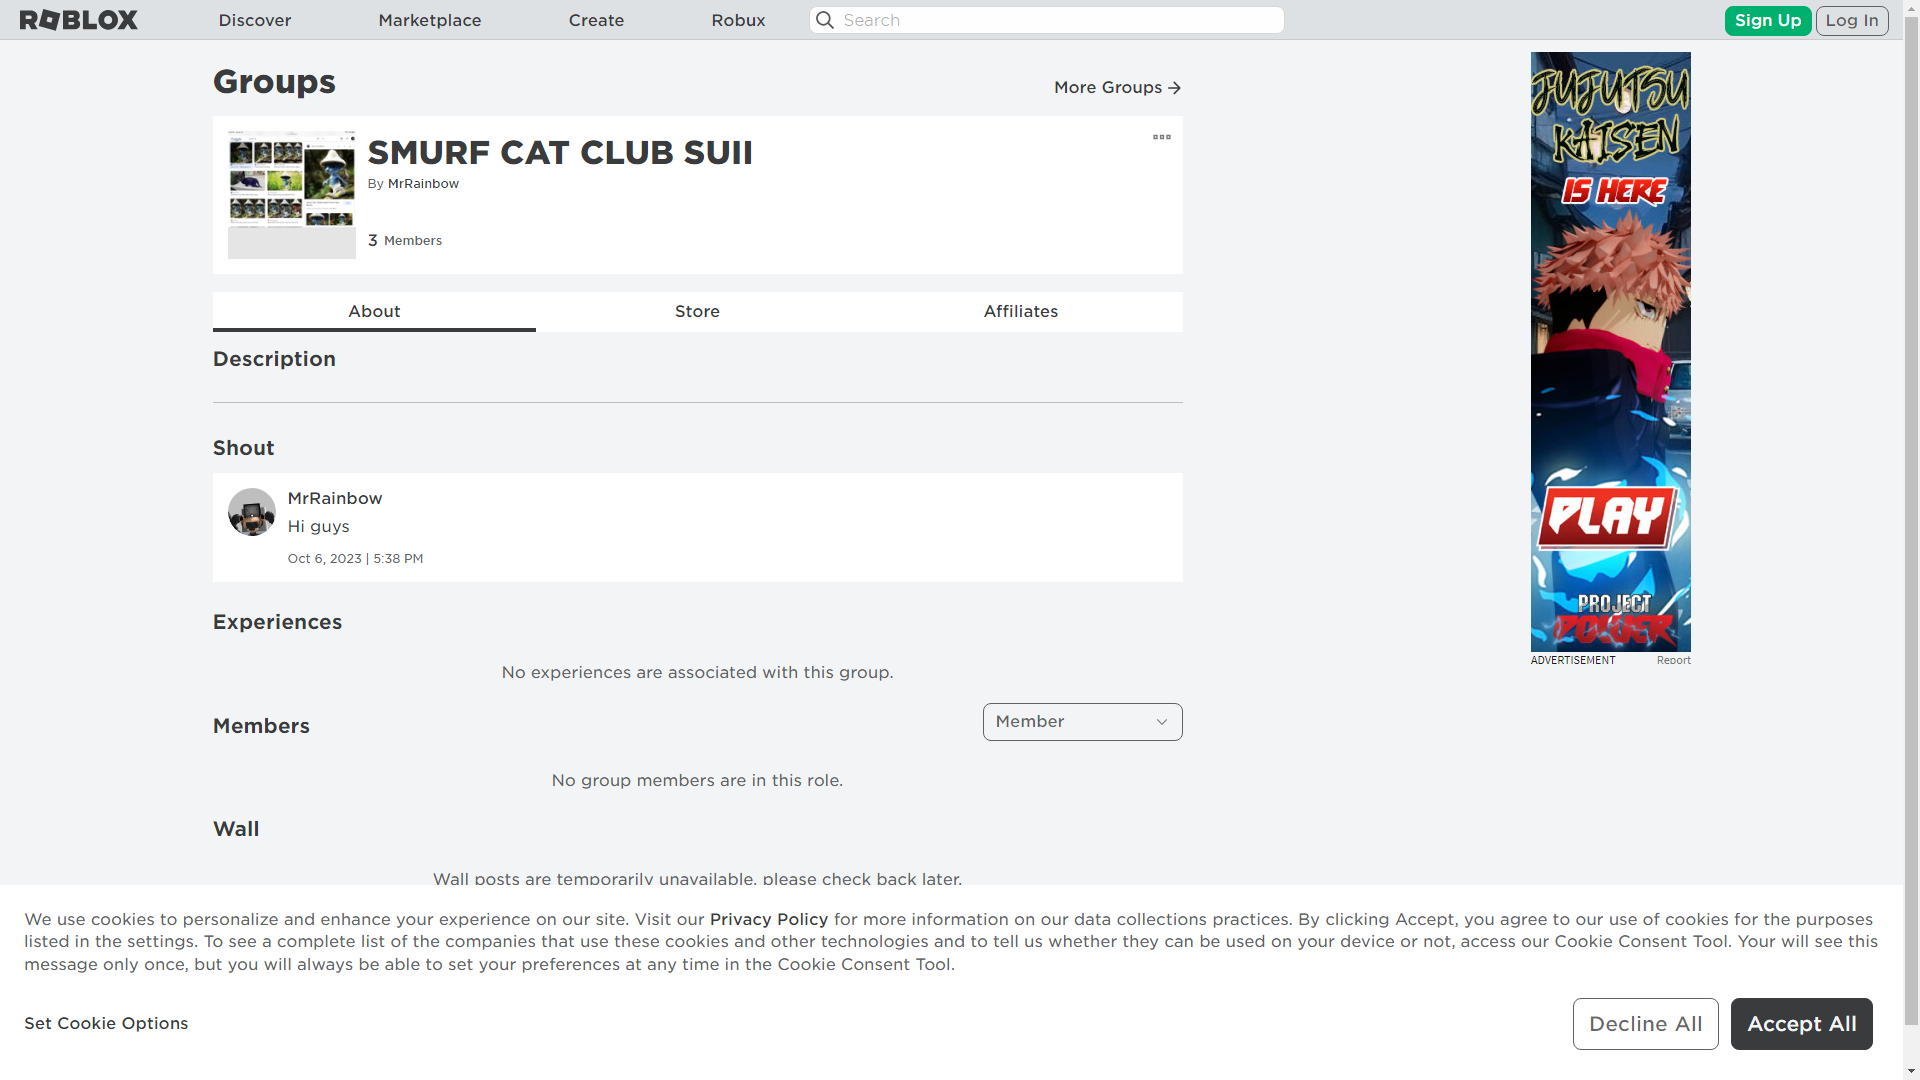 ROBLOX
Discover
Marketplace
Create
Robux
Search
Sign Up
Log In
Groups
More Groups
SMURF CAT CLUB SUII
By MrRainbow
3 Members
About
Store
Affiliates
Description
Shout
MrRainbow
Hi guys
Oct 6, 2023 | 5:38 PM
Experiences
No experiences are associated with this group.
Members
Member
No group members are in this role.
Wall
Wall posts are temporarily unavailable, please check back later.
JUJUTSU
KAISEN
IS HERE
PLAY
PROJECT
POWER
ADVERTISEMENT
Report
We use cookies to personalize and enhance your experience on our site. Visit our Privacy Policy for more information on our data collections practices. By clicking Accept, you agree to our use of cookies for the purposes
listed in the settings. To see a complete list of the companies that use these cookies and other technologies and to tell us whether they can be used on your device or not, access our Cookie Consent Tool. Your will see this
message only once, but you will always be able to set your preferences at any time in the Cookie Consent Tool.
Set Cookie Options
Decline All
Accept All